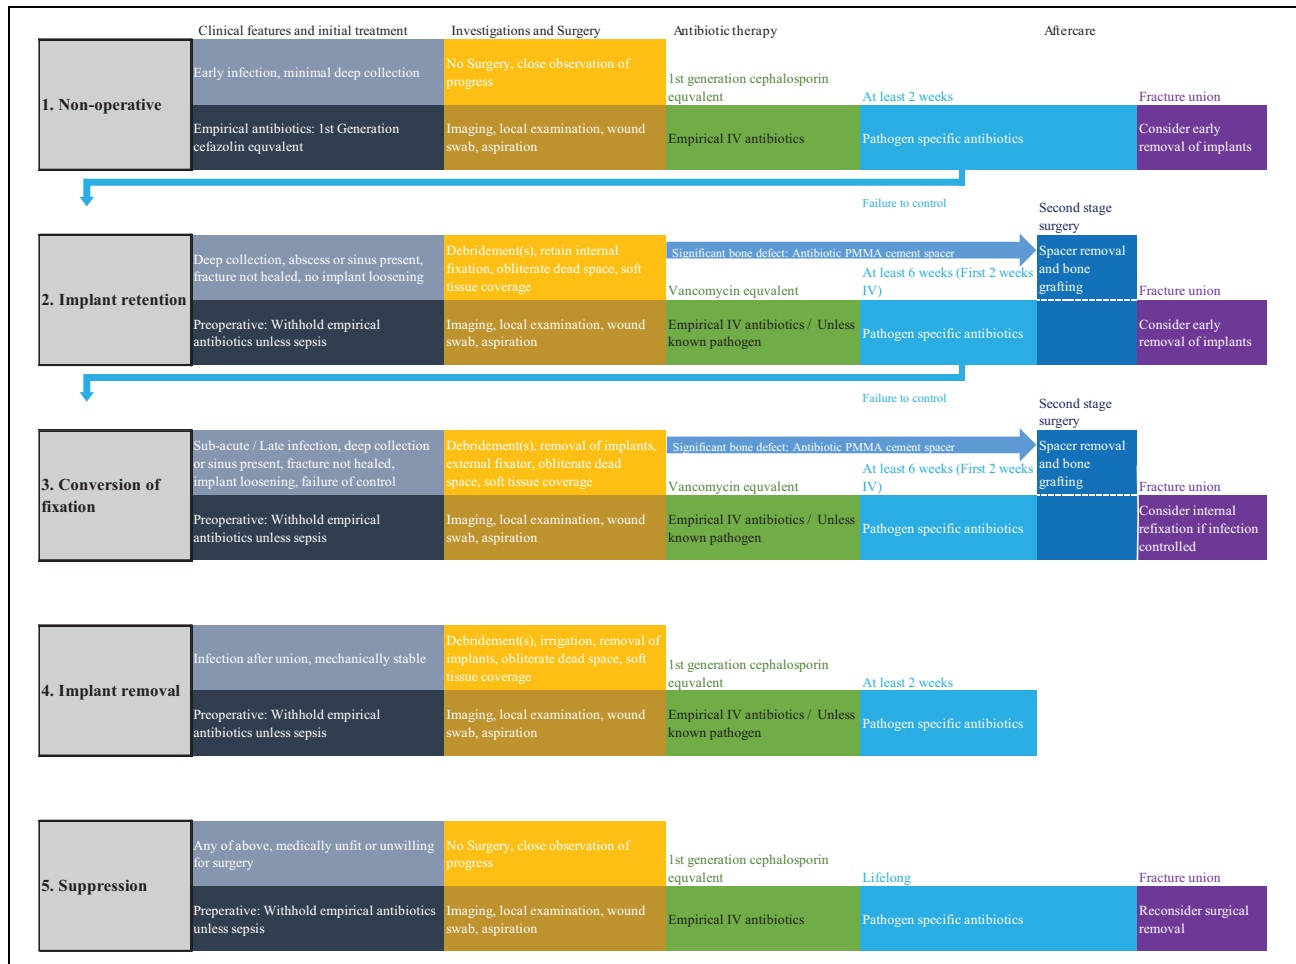 Clinical features and initial treatment
Investigations and Surgery
Antibiotic therapy
Aftercare
1. Non-operative
Early infection, minimal deep collection
No Surgery, close observation of
progress
1st generation cephalosporin
equvalent
At least 2 weeks
Fracture union
Empirical antibiotics: 1st Generation
cefazolin equvalent
Imaging, local examination, wound
swab, aspiration
Empirical IV antibiotics
Pathogen specific antibiotics
Consider early
removal of implants
Failure to control
Second stage
surgery
2. Implant retention
Deep collection, abscess or sinus present,
fracture not healed, no implant loosening
Debridement(s), retain internal
fixation, obliterate dead space, soft
tissue coverage
Significant bone defect: Antibiotic PMMA cement spacer
Vancomycin equvalent
At least 6 weeks (First 2 weeks
IV)
Spacer removal
and bone
grafting
Fracture union
Preoperative: Withhold empirical
antibiotics unless sepsis
Imaging, local examination, wound
swab, aspiration
Empirical IV antibiotics / Unless
known pathogen
Pathogen specific antibiotics
Consider early
removal of implants
Failure to control
Second stage
surgery
3. Conversion of
fixation
Sub-acute / Late infection, deep collection
or sinus present, fracture not healed,
implant loosening, failure of control
Debridement(s), removal of implants,
external fixator, obliterate dead
space, soft tissue coverage
Significant bone defect: Antibiotic PMMA cement spacer
Vancomycin equvalent
At least 6 weeks (First 2 weeks
IV)
Spacer removal
and bone
grafting
Fracture union
Preoperative: Withhold empirical
antibiotics unless sepsis
Imaging, local examination, wound
swab, aspiration
Empirical IV antibiotics / Unless
known pathogen
Pathogen specific antibiotics
Consider internal
refixation if infection
controlled
4. Implant removal
Infection after union, mechanically stable
Debridement(s), irrigation, removal of
implants, obliterate dead space, soft
tissue coverage
1st generation cephalosporin
equvalent
At least 2 weeks
Preoperative: Withhold empirical
antibiotics unless sepsis
Imaging, local examination, wound
swab, aspiration
Empirical IV antibiotics / Unless
known pathogen
Pathogen specific antibiotics
5. Suppression
Any of above, medically unfit or unwilling
for surgery
No Surgery, close observation of
progress
1st generation cephalosporin
equvalent
Lifelong
Fracture union
Preperative: Withhold empirical antibiotics
unless sepsis
Imaging, local examination, wound
swab, aspiration
Empirical IV antibiotics
Pathogen specific antibiotics
Reconsider surgical
removal